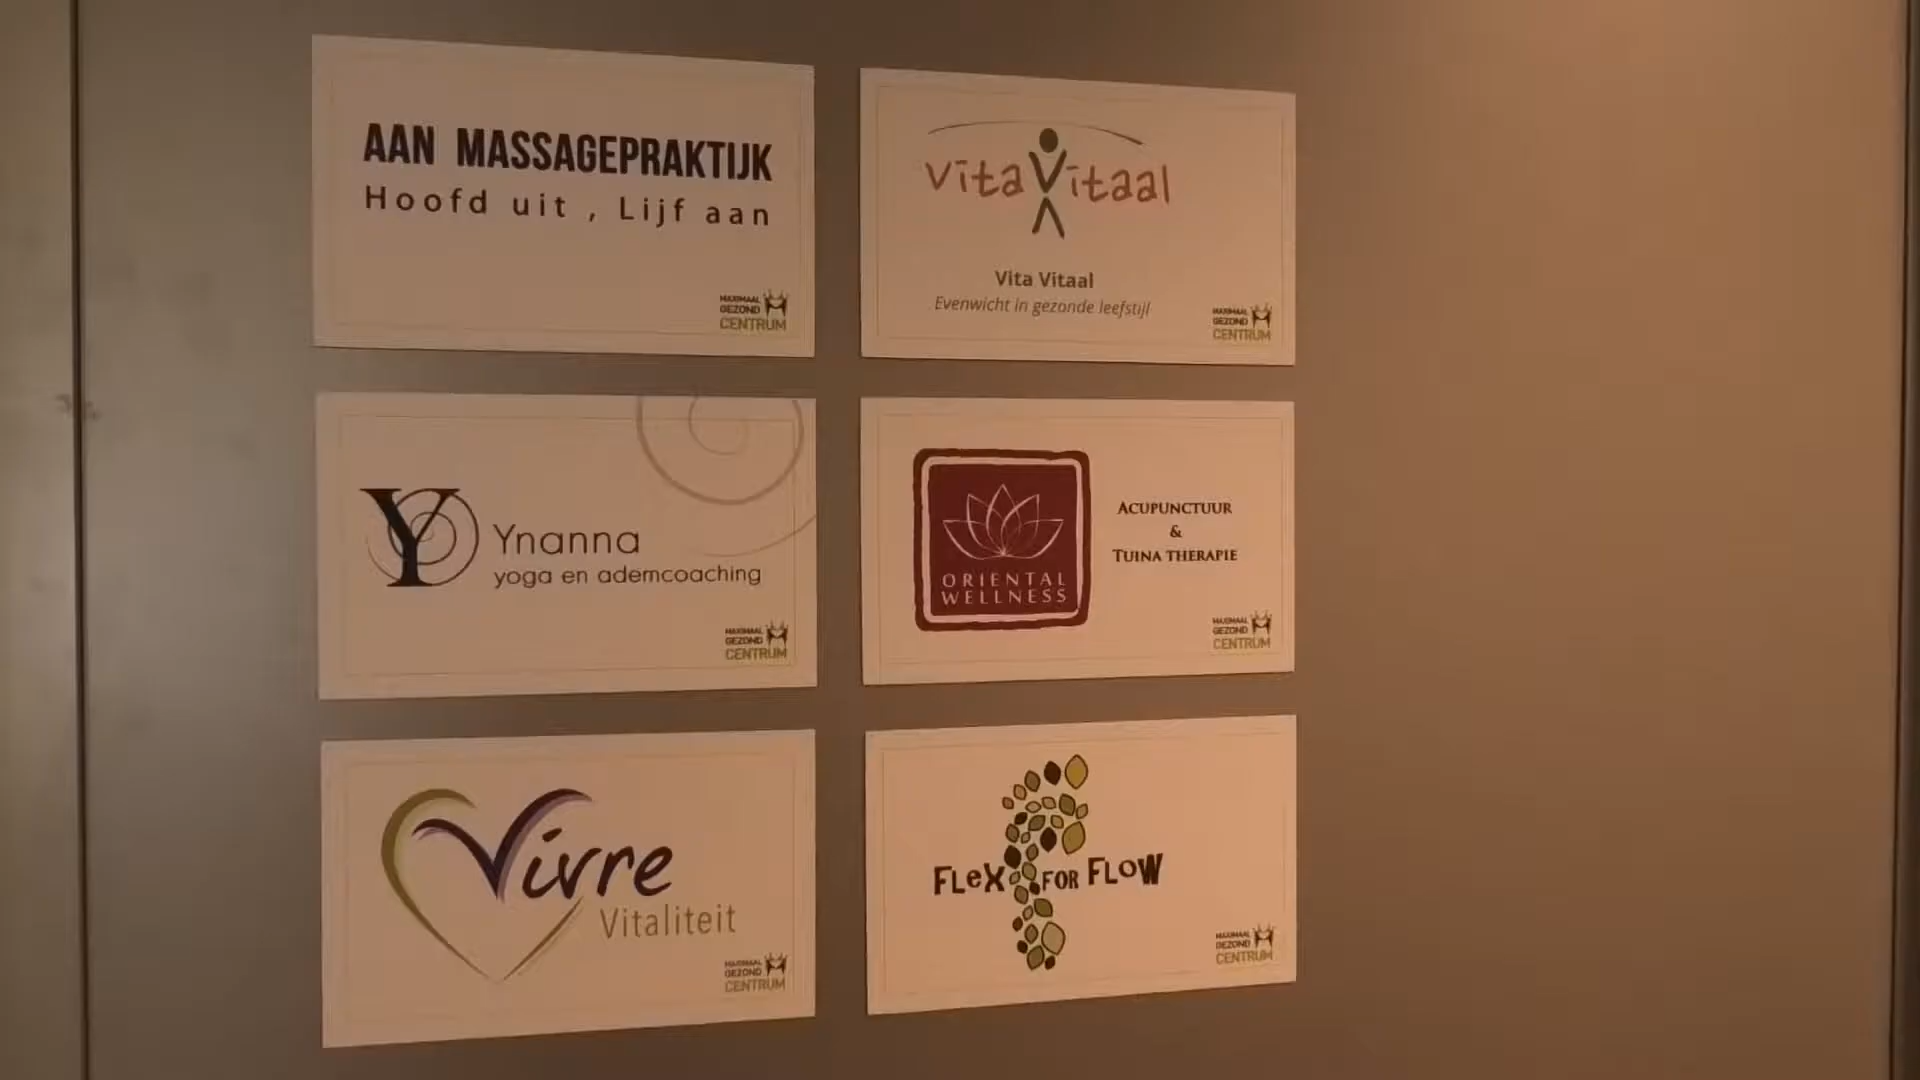 AAN MASSAGEPRAKTIJK
Hoofd uit , Lijf aan
MAXIMAAL
GEZOND
CENTRUM
Vita Vitaal
Vita Vitaal
Evenwicht in gezonde leefstijl
MAXIMAAL
GEZOND
CENTRUM
Y
Ynanna
yoga en ademcoaching
MAXIMAAL
GEZOND
CENTRUM
ORIENTAL
WELLNESS
ACUPUNCTUUR
&
TUINA THERAPIE
MAXIMAAL
GEZOND
CENTRUM
Vivre
Vitaliteit
MAXIMAAL
GEZOND
CENTRUM
FLeX FOR FLoW
MAXIMAAL
GEZOND
CENTRUM